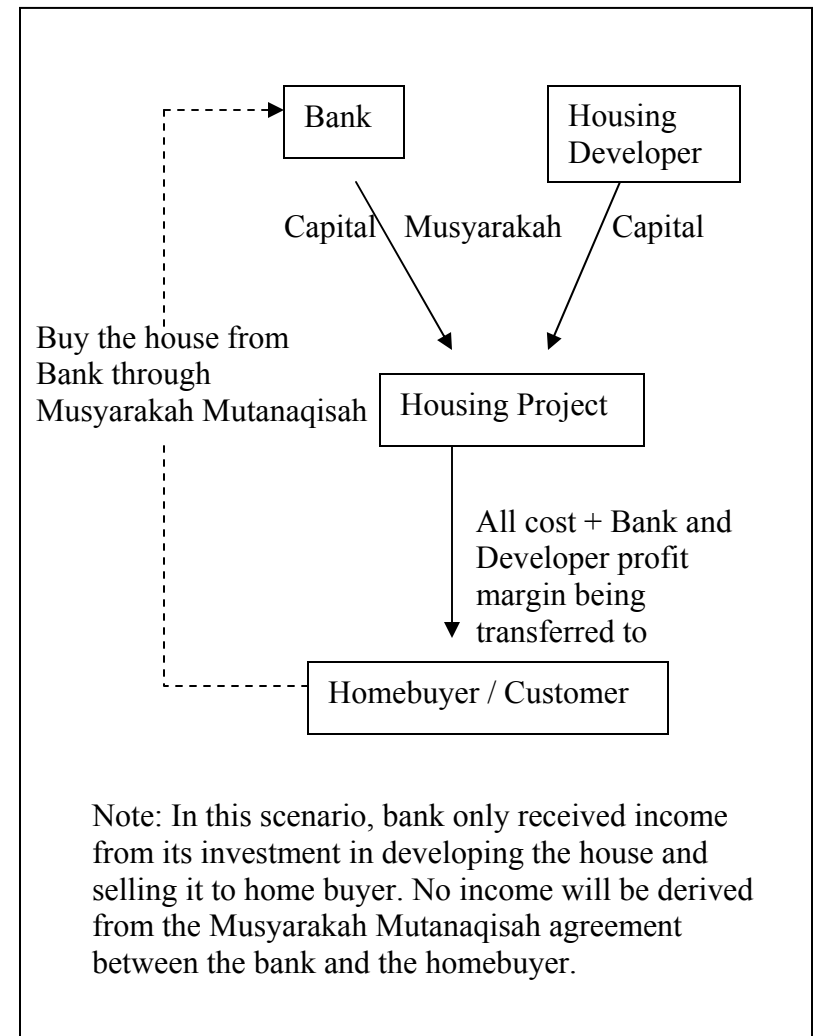 Bank
Housing
Developer
Capital Musyarakah Capital
Buy the house from
Bank through
Musyarakah Mutanaqisah
Housing Project
All cost + Bank and
Developer profit
margin being
transferred to
Homebuyer / Customer
Note: In this scenario, bank only received income
from its investment in developing the house and
selling it to home buyer. No income will be derived
from the Musyarakah Mutanaqisah agreement
between the bank and the homebuyer.